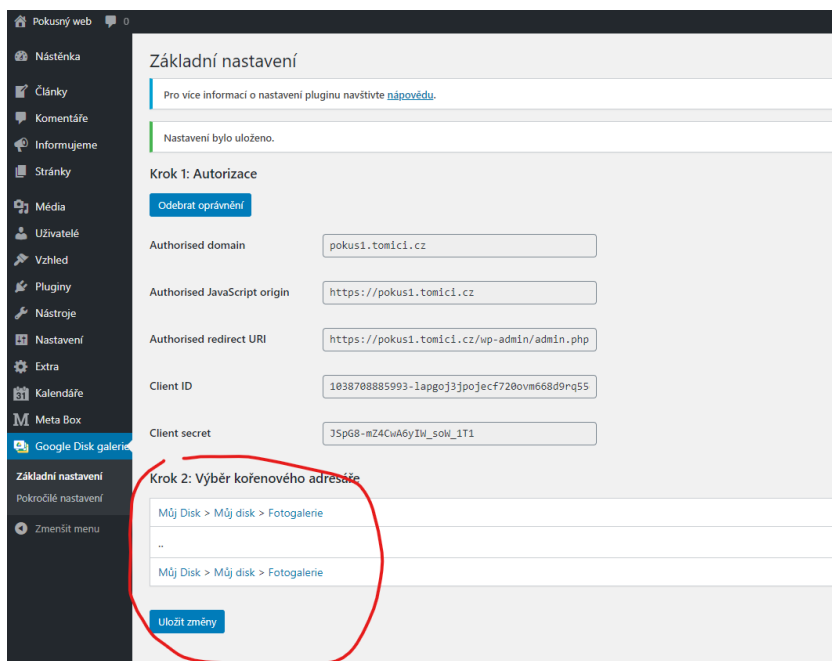 Pokusný web 0
Nástěnka
Články
Komentáře
Informujeme
Stránky
Média
Uživatelé
Vzhled
Pluginy
Nástroje
Nastavení
Extra
31 Kalendáře
M Meta Box
Google Disk galerie
Základní nastavení
Pokročilé nastavení
Zmenšit menu
Základní nastavení
Pro více informací o nastavení pluginu navštivte nápovědu.
Nastavení bylo uloženo.
Krok 1: Autorizace
Odebrat oprávnění
Authorised domain pokus1.tomici.cz
Authorised JavaScript origin https://pokus1.tomici.cz
Authorised redirect URI https://pokus1.tomici.cz/wp-admin/admin.php
Client ID 1038708885993-lapgoj3jpojecf720ovm668d9rq55
Client secret JSpG8-mZ4CwA6yIW_soW_1T1
Krok 2: Výběr kořenového adresáře
Můj Disk > Můj disk > Fotogalerie
..
Můj Disk > Můj disk > Fotogalerie
Uložit změny